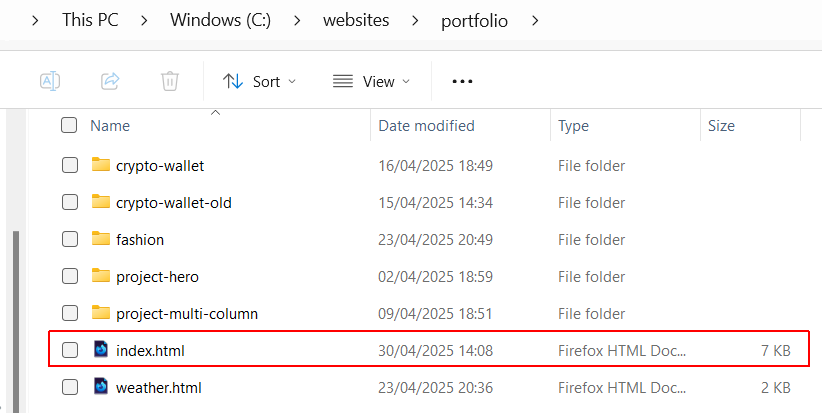 This PC Windows (C:) websites portfolio
Sort View
Name Date modified Type Size
crypto-wallet 16/04/2025 18:49 File folder
crypto-wallet-old 15/04/2025 14:34 File folder
fashion 23/04/2025 20:49 File folder
project-hero 02/04/2025 18:59 File folder
project-multi-column 09/04/2025 18:51 File folder
index.html 30/04/2025 14:08 Firefox HTML Doc... 7 KB
weather.html 23/04/2025 20:36 Firefox HTML Doc... 2 KB